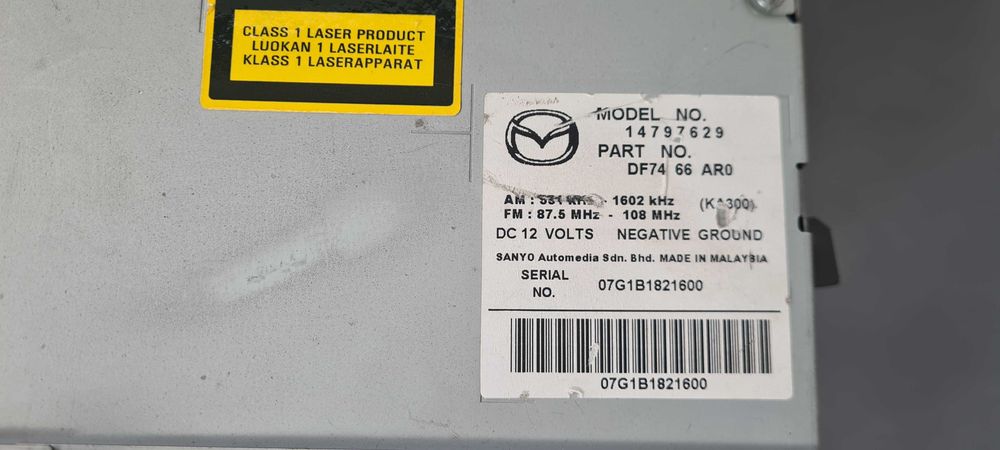 CLASS 1 LASER PRODUCT
LUOKAN 1 LASERLAITE
KLASS 1 LASERAPPARAT
MODEL NO.
14797629
PART NO.
DF74 66 AR0
AM : 531 kHz - 1602 kHz (KA300)
FM : 87.5 MHz - 108 MHz
DC 12 VOLTS NEGATIVE GROUND
SANYO Automedia Sdn. Bhd. MADE IN MALAYSIA
SERIAL
NO.
07G1B1821600
07G1B1821600